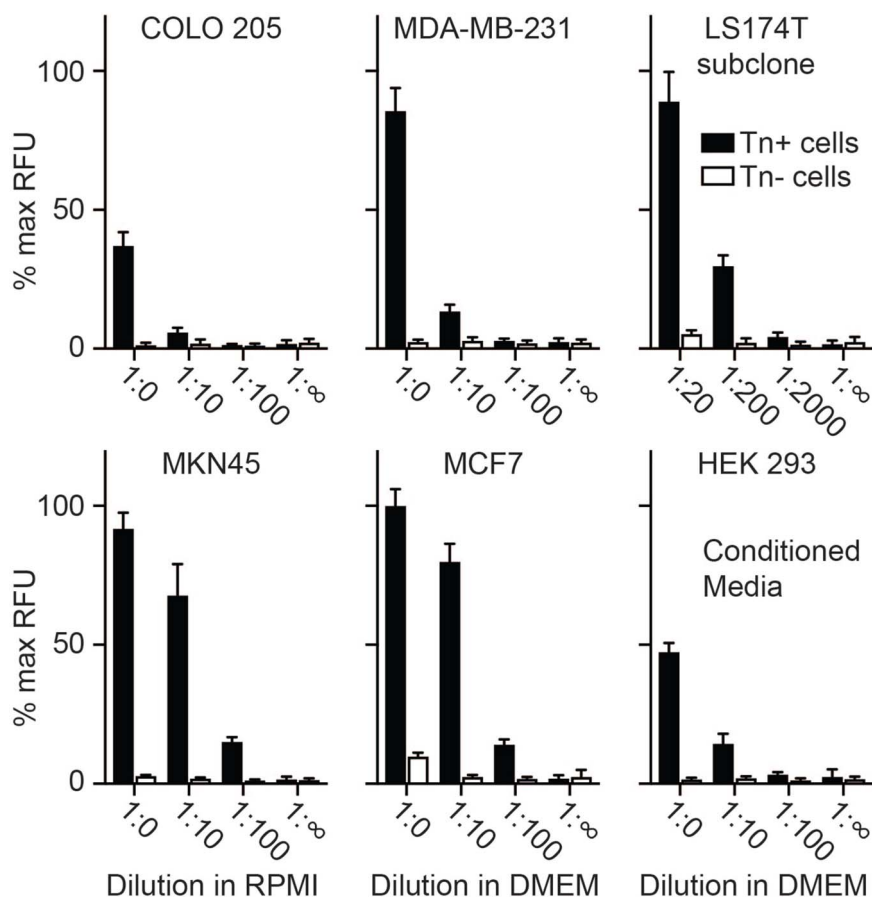 COLO 205
MDA-MB-231
LS174T
subclone
% max RFU
100
50
0
Tn+ cells
Tn- cells
1:0
1:10
1:100
1:∞
1:0
1:10
1:100
1:∞
1:20
1:200
1:2000
1:∞
MKN45
MCF7
HEK 293
% max RFU
100
50
0
Conditioned
Media
1:0
1:10
1:100
1:∞
1:0
1:10
1:100
1:∞
1:0
1:10
1:100
1:∞
Dilution in RPMI
Dilution in DMEM
Dilution in DMEM